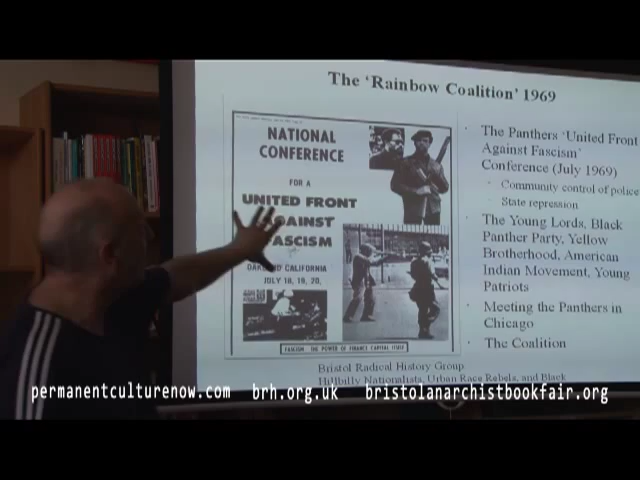 The 'Rainbow Coalition' 1969
NATIONAL
CONFERENCE
FOR A
UNITED FRONT
AGAINST
FASCISM
CALIFORNIA
JULY 18, 19, 20,
FASCISM: THE POWER OF FINANCE CAPITAL ITSELF
The Panthers 'United Front
Against Fascism'
Conference (July 1969)
Community control of police
State repression
The Young Lords, Black
Panther Party, Yellow
Brotherhood, American
Indian Movement, Young
Patriots
Meeting the Panthers in
Chicago
The Coalition
Bristol Radical History Group
Hillbilly Nationalists, Urban Race Rebels, and Black
permanentculturenow.com brh.org.uk bristolanarchistbookfair.org